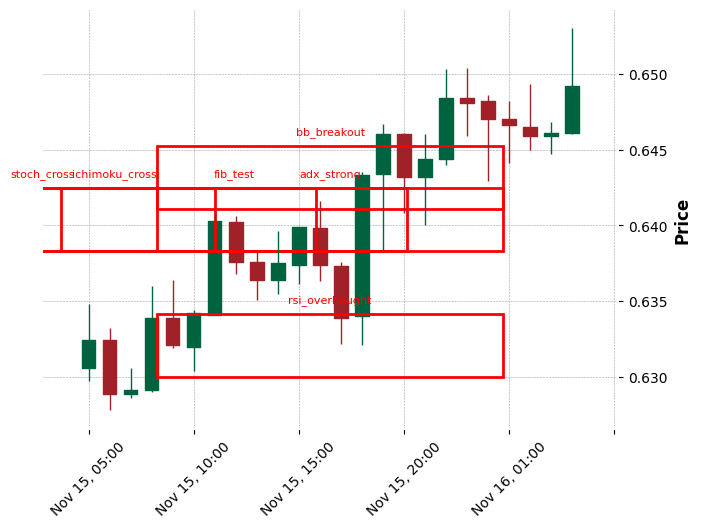 bb_breakout
stoch_cross
ichimoku_cross
fib_test
adx_strong
rsi_overbought
0.650
0.645
0.640
0.635
0.630
Price
Nov 15, 05:00
Nov 15, 10:00
Nov 15, 15:00
Nov 15, 20:00
Nov 16, 01:00